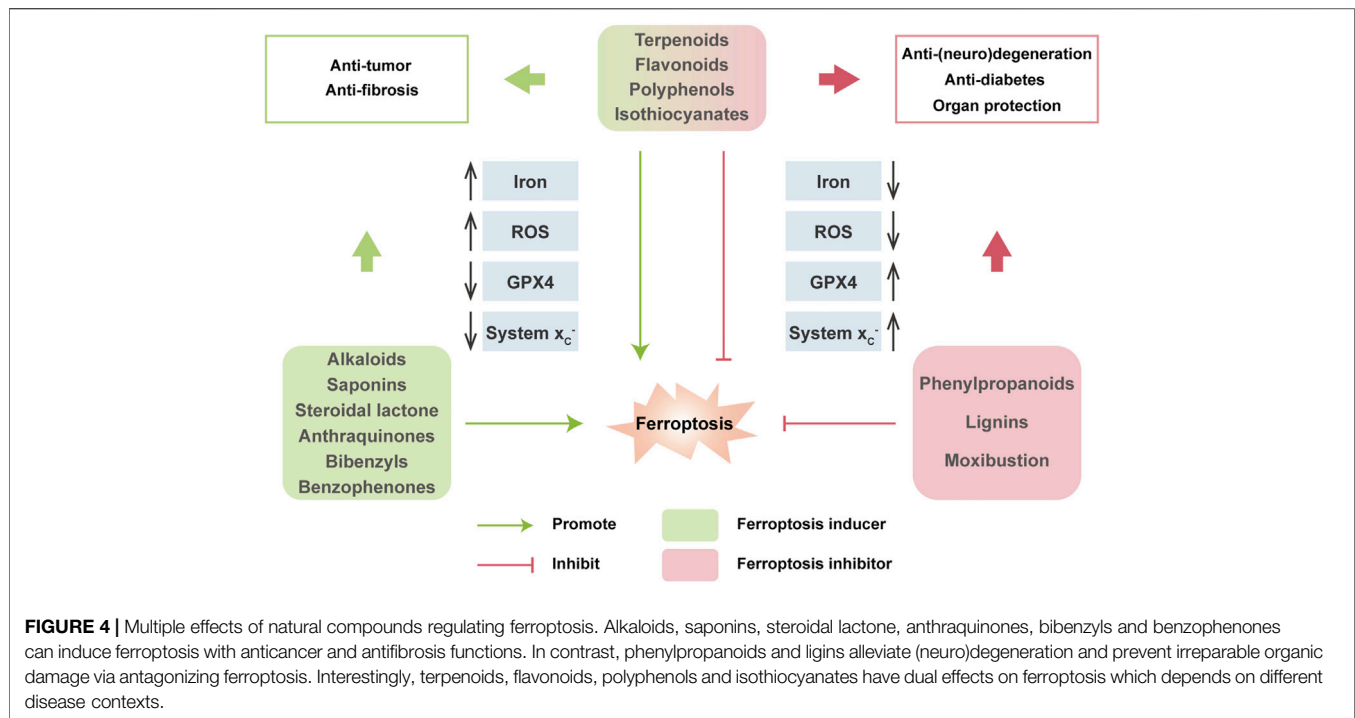 Terpenoids
Flavonoids
Polyphenols
Isothiocyanates
Anti-tumor
Anti-fibrosis
Anti-(neuro)degeneration
Anti-diabetes
Organ protection
Iron
ROS
GPX4
System xc-
Iron
ROS
GPX4
System xc-
Alkaloids
Saponins
Steroidal lactone
Anthraquinones
Bibenzyls
Benzophenones
Ferroptosis
Phenylpropanoids
Lignins
Moxibustion
Promote
Ferroptosis inducer
Inhibit
Ferroptosis inhibitor
FIGURE 4 | Multiple effects of natural compounds regulating ferroptosis. Alkaloids, saponins, steroidal lactone, anthraquinones, bibenzyls and benzophenones
can induce ferroptosis with anticancer and antifibrosis functions. In contrast, phenylpropanoids and ligins alleviate (neuro)degeneration and prevent irreparable organic
damage via antagonizing ferroptosis. Interestingly, terpenoids, flavonoids, polyphenols and isothiocyanates have dual effects on ferroptosis which depends on different
disease contexts.